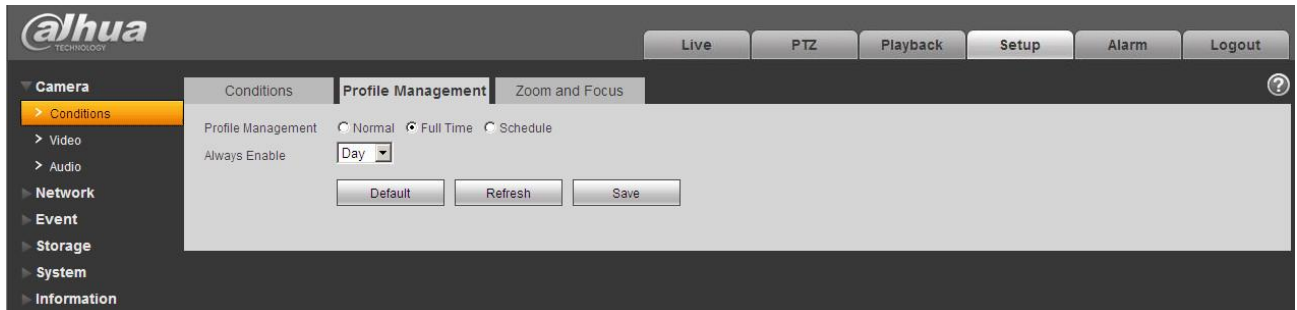 alhua
TECHNOLOGY
Live PTZ Playback Setup Alarm Logout
Camera
Conditions
Video
Audio
Network
Event
Storage
System
Information
Conditions Profile Management Zoom and Focus
?
Profile Management Normal Full Time Schedule
Always Enable Day
Default Refresh Save